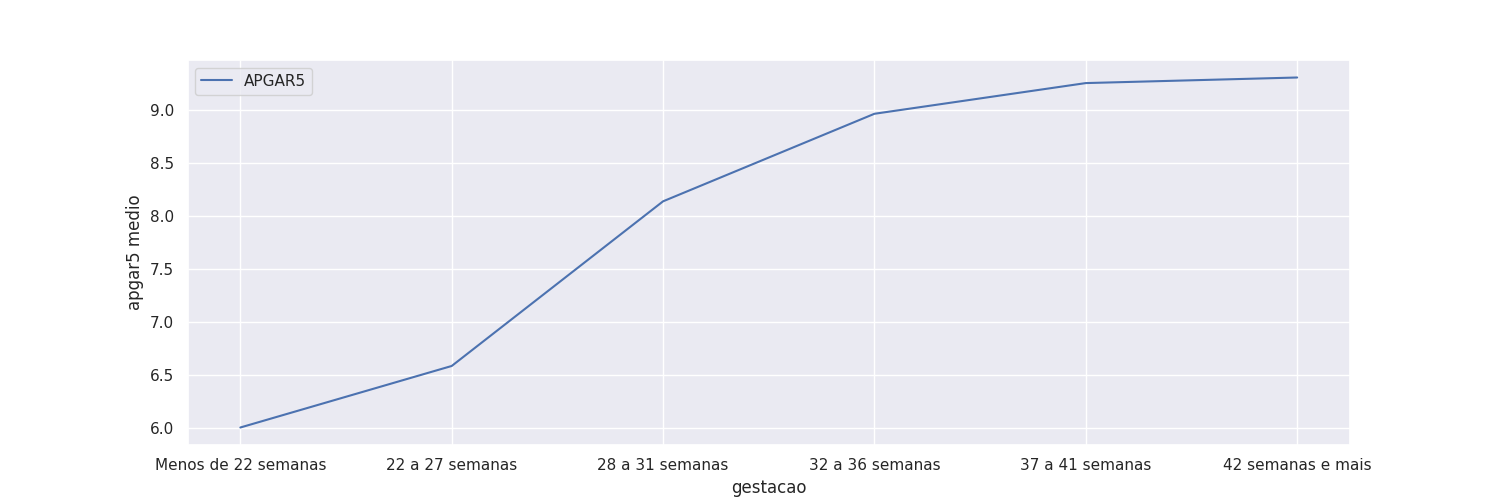 APGAR5
9.0
8.5
8.0
7.5
7.0
6.5
6.0
apgar5 medio
Menos de 22 semanas
22 a 27 semanas
28 a 31 semanas
32 a 36 semanas
37 a 41 semanas
42 semanas e mais
gestacao